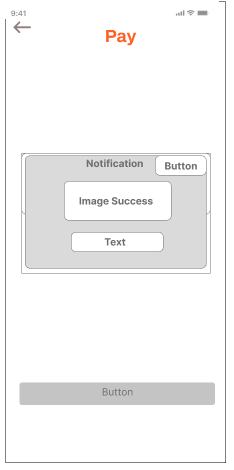 9:41
Pay
Notification
Button
Image Success
Text
Button